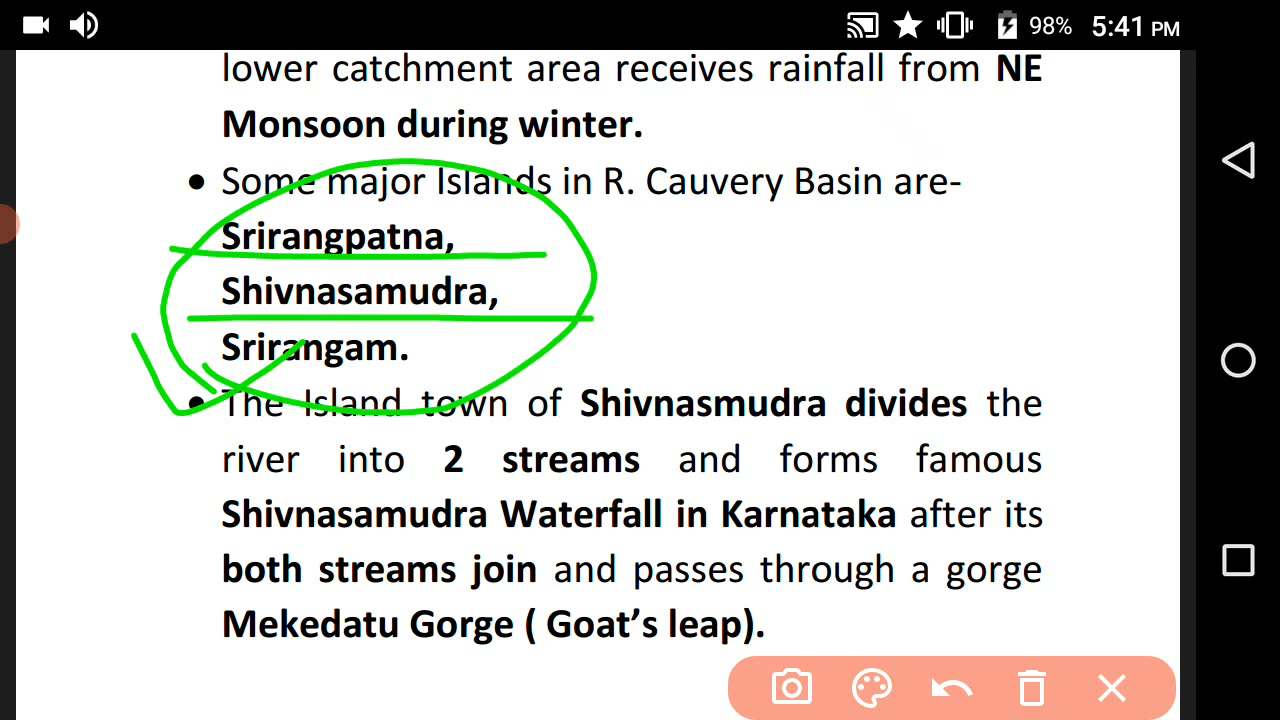 98% 5:41 PM
lower catchment area receives rainfall from NE
Monsoon during winter.
• Some major Islands in R. Cauvery Basin are-
Srirangpatna,
Shivnasamudra,
Srirangam.
• The Island town of Shivnasmudra divides the
river into 2 streams and forms famous
Shivnasamudra Waterfall in Karnataka after its
both streams join and passes through a gorge
Mekedatu Gorge ( Goat’s leap).